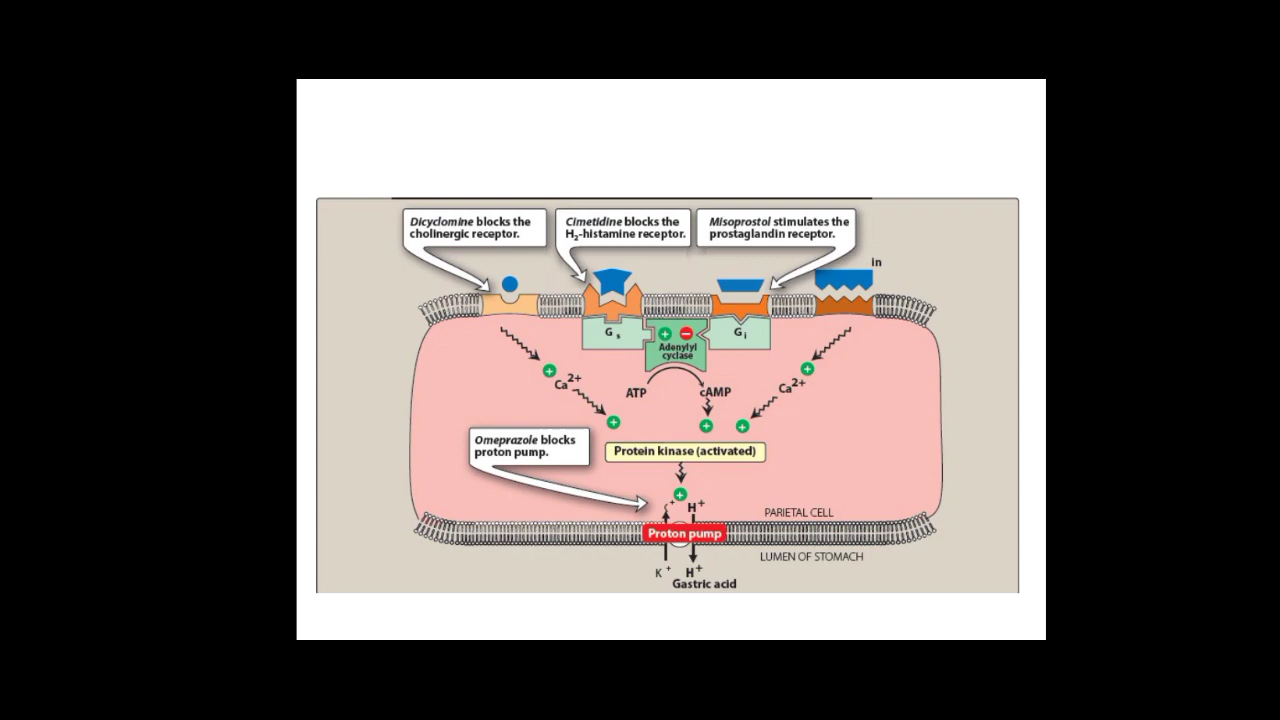 Dicyclomine blocks the
cholinergic receptor.
Cimetidine blocks the
H₂-histamine receptor.
Misoprostol stimulates the
prostaglandin receptor.
in
G s
Adenylyl
cyclase
G i
Ca²⁺
ATP
cAMP
Ca²⁺
Omeprazole blocks
proton pump.
Protein kinase (activated)
H⁺
PARIETAL CELL
Proton pump
LUMEN OF STOMACH
K⁺
H⁺
Gastric acid